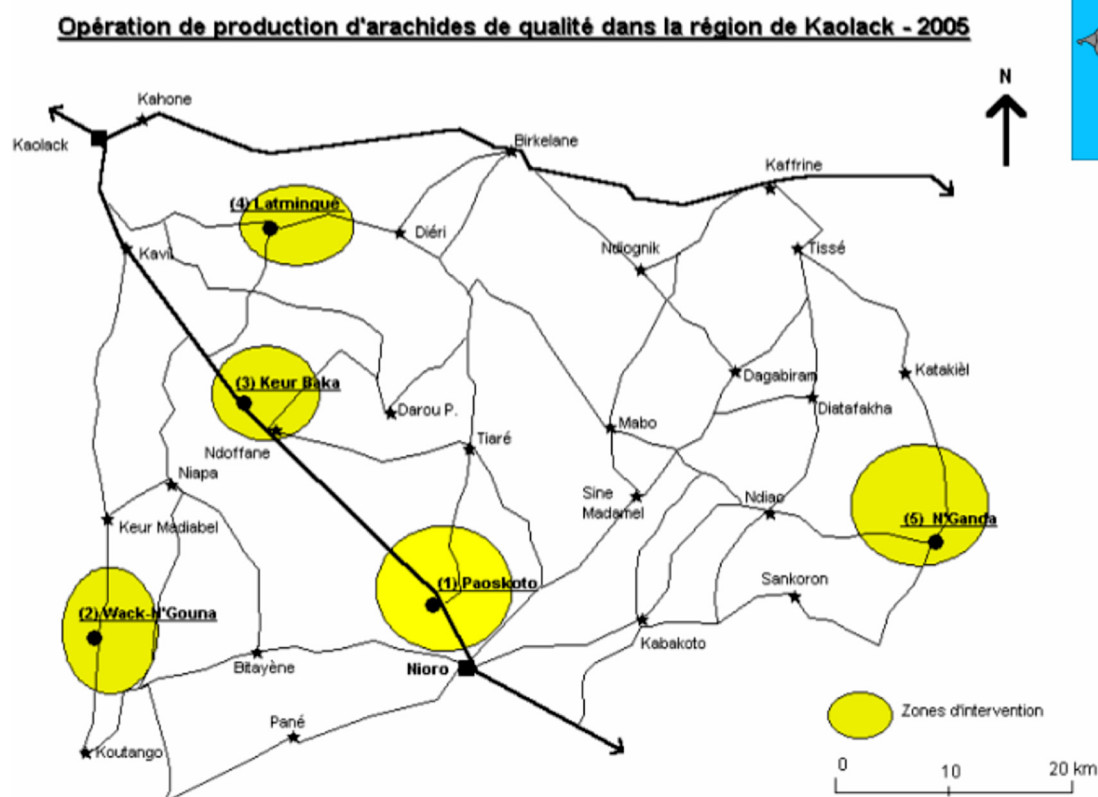 Opération de production d'arachides de qualité dans la région de Kaolack - 2005
N
Kahone
Kaolack
Birkelane
Kaffrine
(4) Latmingué
Diéri
Kavil
Ndiognik
Tissé
(3) Keur Baka
Dagabiram
Katakièl
Darou P.
Diatafakha
Mabo
Ndoffane
Tiaré
Niapa
Sine
Madamel
Ndiao
Keur Madiabel
(5) N'Ganda
(1) Paoskoto
Sankoron
(2) Wack-N'Gouna
Kabakoto
Bitayène
Nioro
Pané
Zones d'intervention
Koutango
0 10 20 km